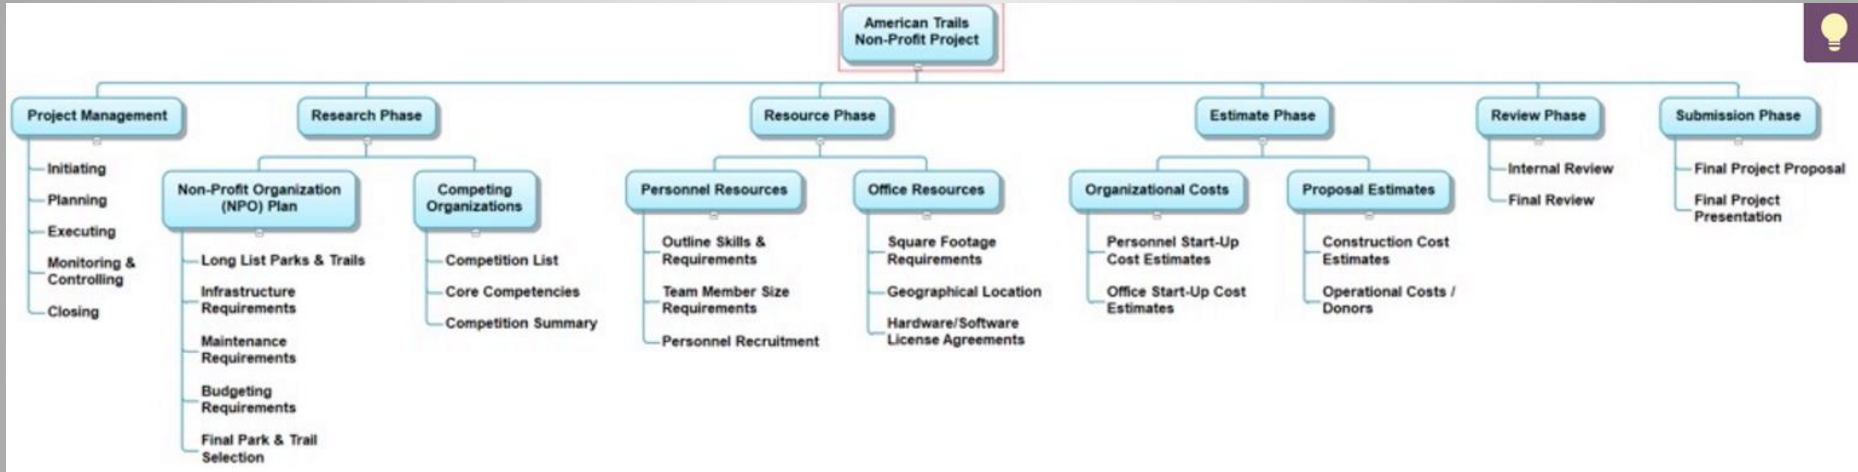 American Trails
Non-Profit Project
Project Management
Initiating
Planning
Executing
Monitoring &
Controlling
Closing
Research Phase
Non-Profit Organization
(NPO) Plan
Long List Parks & Trails
Infrastructure
Requirements
Maintenance
Requirements
Budgeting
Requirements
Final Park & Trail
Selection
Competing
Organizations
Competition List
Core Competencies
Competition Summary
Resource Phase
Personnel Resources
Outline Skills &
Requirements
Team Member Size
Requirements
Personnel Recruitment
Office Resources
Square Footage
Requirements
Geographical Location
Hardware/Software
License Agreements
Estimate Phase
Organizational Costs
Personnel Start-Up
Cost Estimates
Office Start-Up Cost
Estimates
Proposal Estimates
Construction Cost
Estimates
Operational Costs /
Donors
Review Phase
Internal Review
Final Review
Submission Phase
Final Project Proposal
Final Project
Presentation